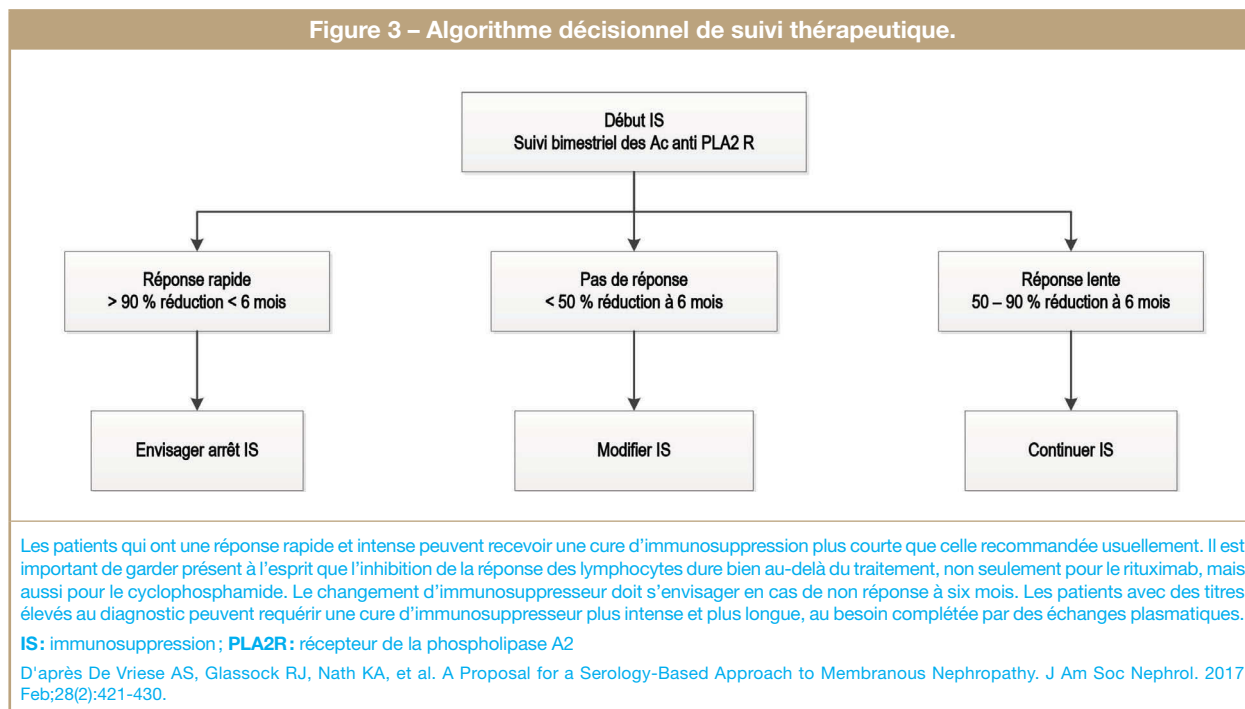 Figure 3 – Algorithme décisionnel de suivi thérapeutique.
Début IS
Suivi bimestriel des Ac anti PLA2 R
Réponse rapide
> 90 % réduction < 6 mois
Pas de réponse
< 50 % réduction à 6 mois
Réponse lente
50 – 90 % réduction à 6 mois
Envisager arrêt IS
Modifier IS
Continuer IS
Les patients qui ont une réponse rapide et intense peuvent recevoir une cure d'immunosuppression plus courte que celle recommandée usuellement. Il est
important de garder présent à l'esprit que l'inhibition de la réponse des lymphocytes dure bien au-delà du traitement, non seulement pour le rituximab, mais
aussi pour le cyclophosphamide. Le changement d'immunosuppresseur doit s'envisager en cas de non réponse à six mois. Les patients avec des titres
élevés au diagnostic peuvent requérir une cure d'immunosuppresseur plus intense et plus longue, au besoin complétée par des échanges plasmatiques.
IS : immunosuppression ; PLA2R : récepteur de la phospholipase A2
D'après De Vriese AS, Glassock RJ, Nath KA, et al. A Proposal for a Serology-Based Approach to Membranous Nephropathy. J Am Soc Nephrol. 2017
Feb;28(2):421-430.